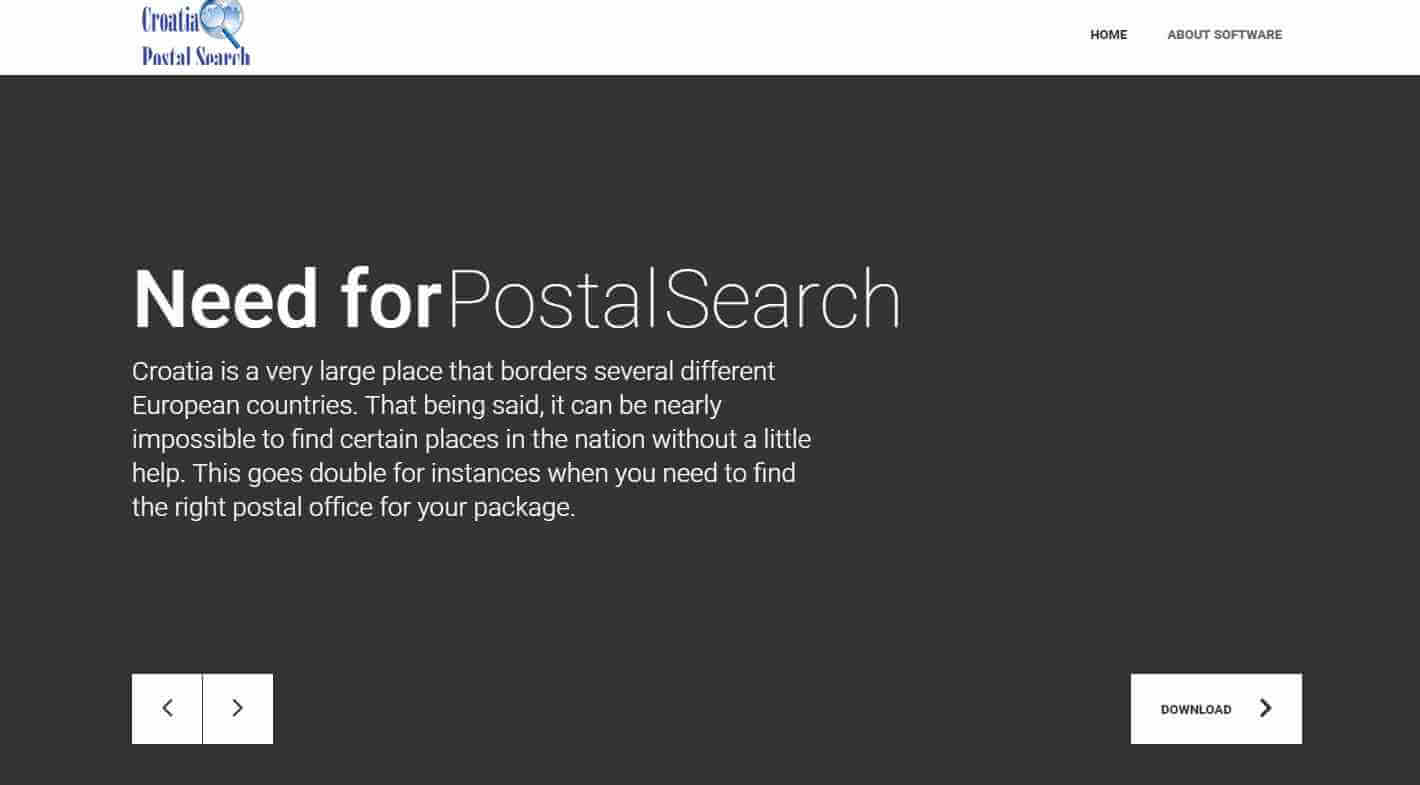 Croatia
Postal Search
HOME
ABOUT SOFTWARE
Need for PostalSearch
Croatia is a very large place that borders several different
European countries. That being said, it can be nearly
impossible to find certain places in the nation without a little
help. This goes double for instances when you need to find
the right postal office for your package.
DOWNLOAD